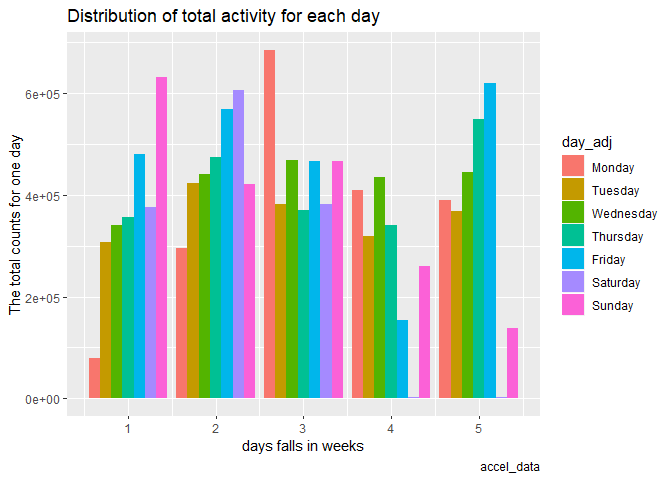 Distribution of total activity for each day
The total counts for one day
6e+05
4e+05
2e+05
0e+00
1 2 3 4 5
days falls in weeks
day_adj
Monday
Tuesday
Wednesday
Thursday
Friday
Saturday
Sunday
accel_data